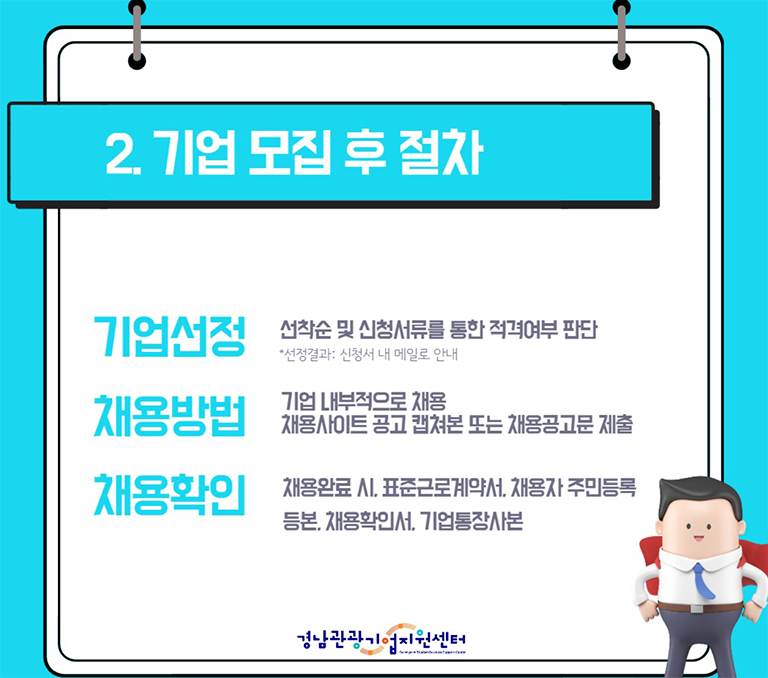 2. 기업 모집 후 절차
기업선정
선착순 및 신청서류를 통한 적격여부 판단
*선정결과: 신청서 내 메일로 안내
채용방법
기업 내부적으로 채용
채용사이트 공고 캡쳐본 또는 채용공고문 제출
채용확인
채용완료 시, 표준근로계약서, 채용자 주민등록
등본, 채용확인서, 기업통장사본
경남관광기업지원센터